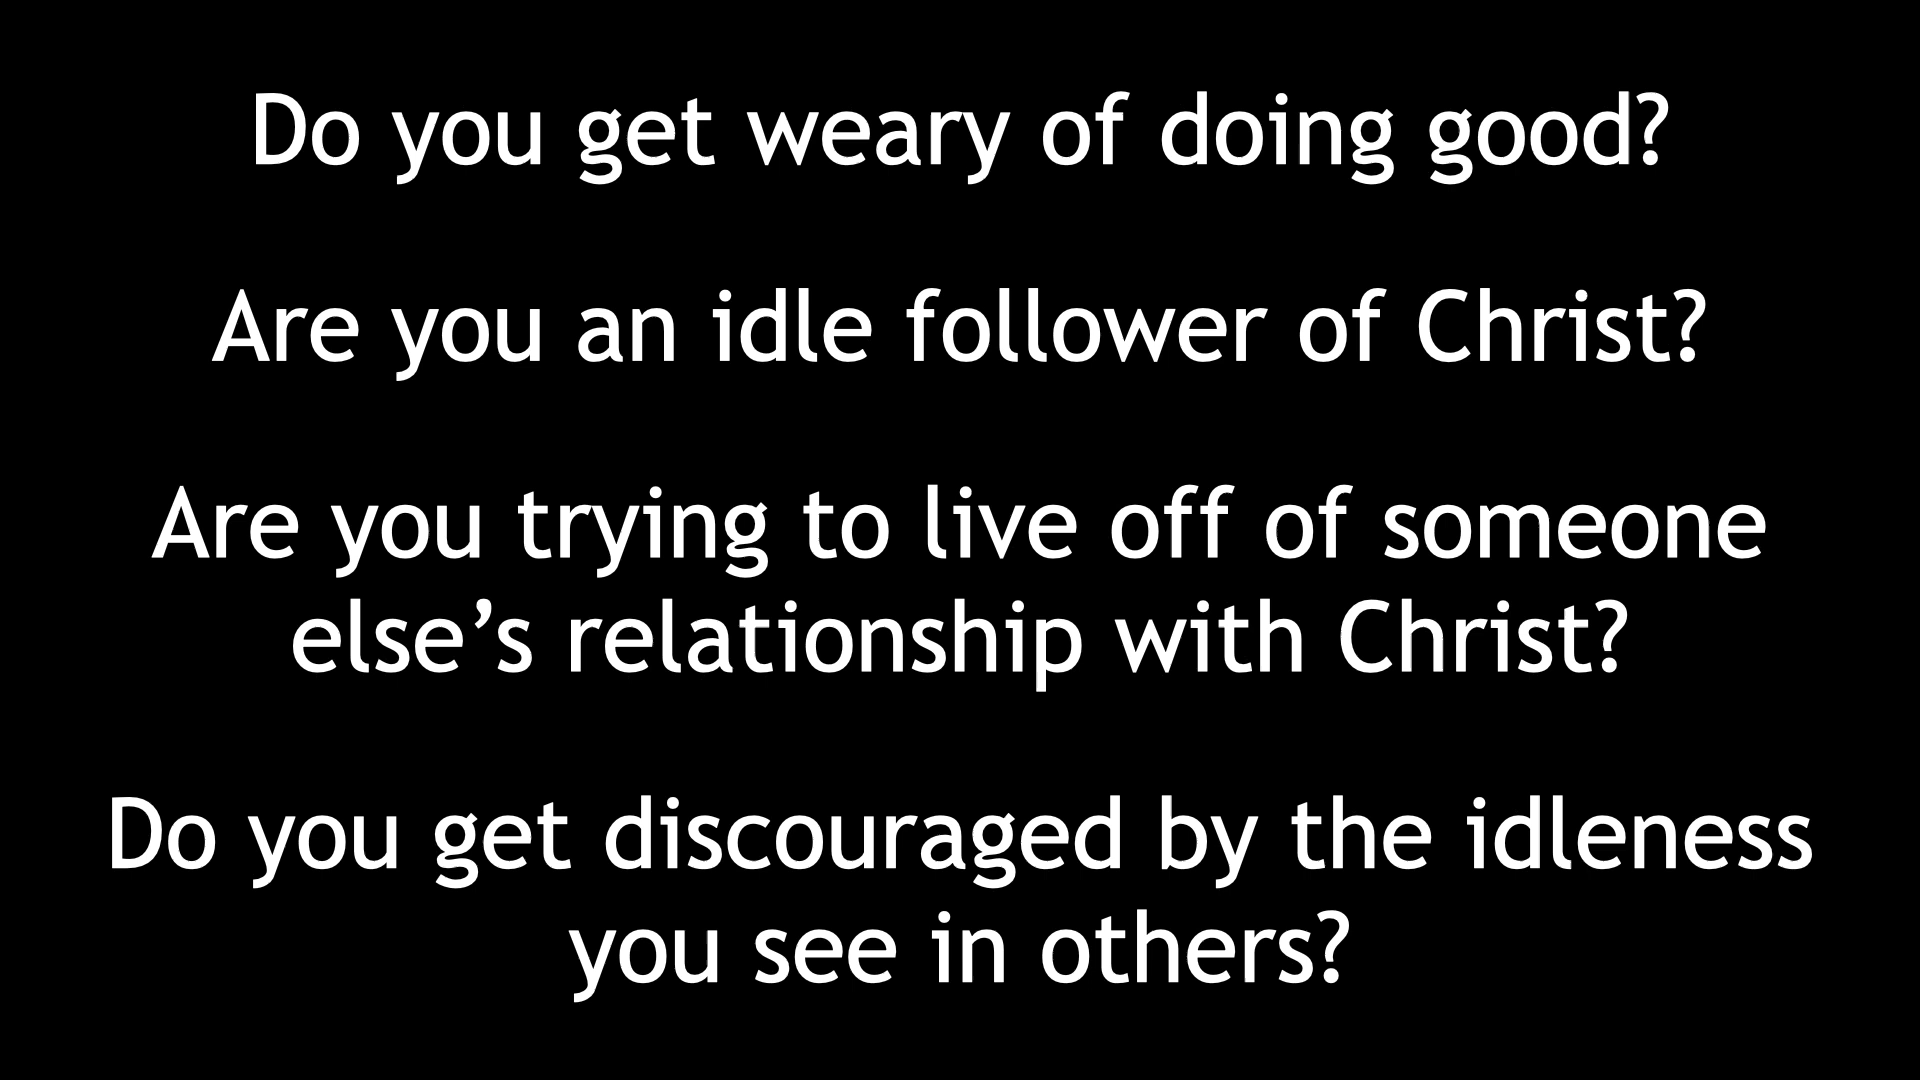 Do you get weary of doing good?
Are you an idle follower of Christ?
Are you trying to live off of someone
else’s relationship with Christ?
Do you get discouraged by the idleness
you see in others?